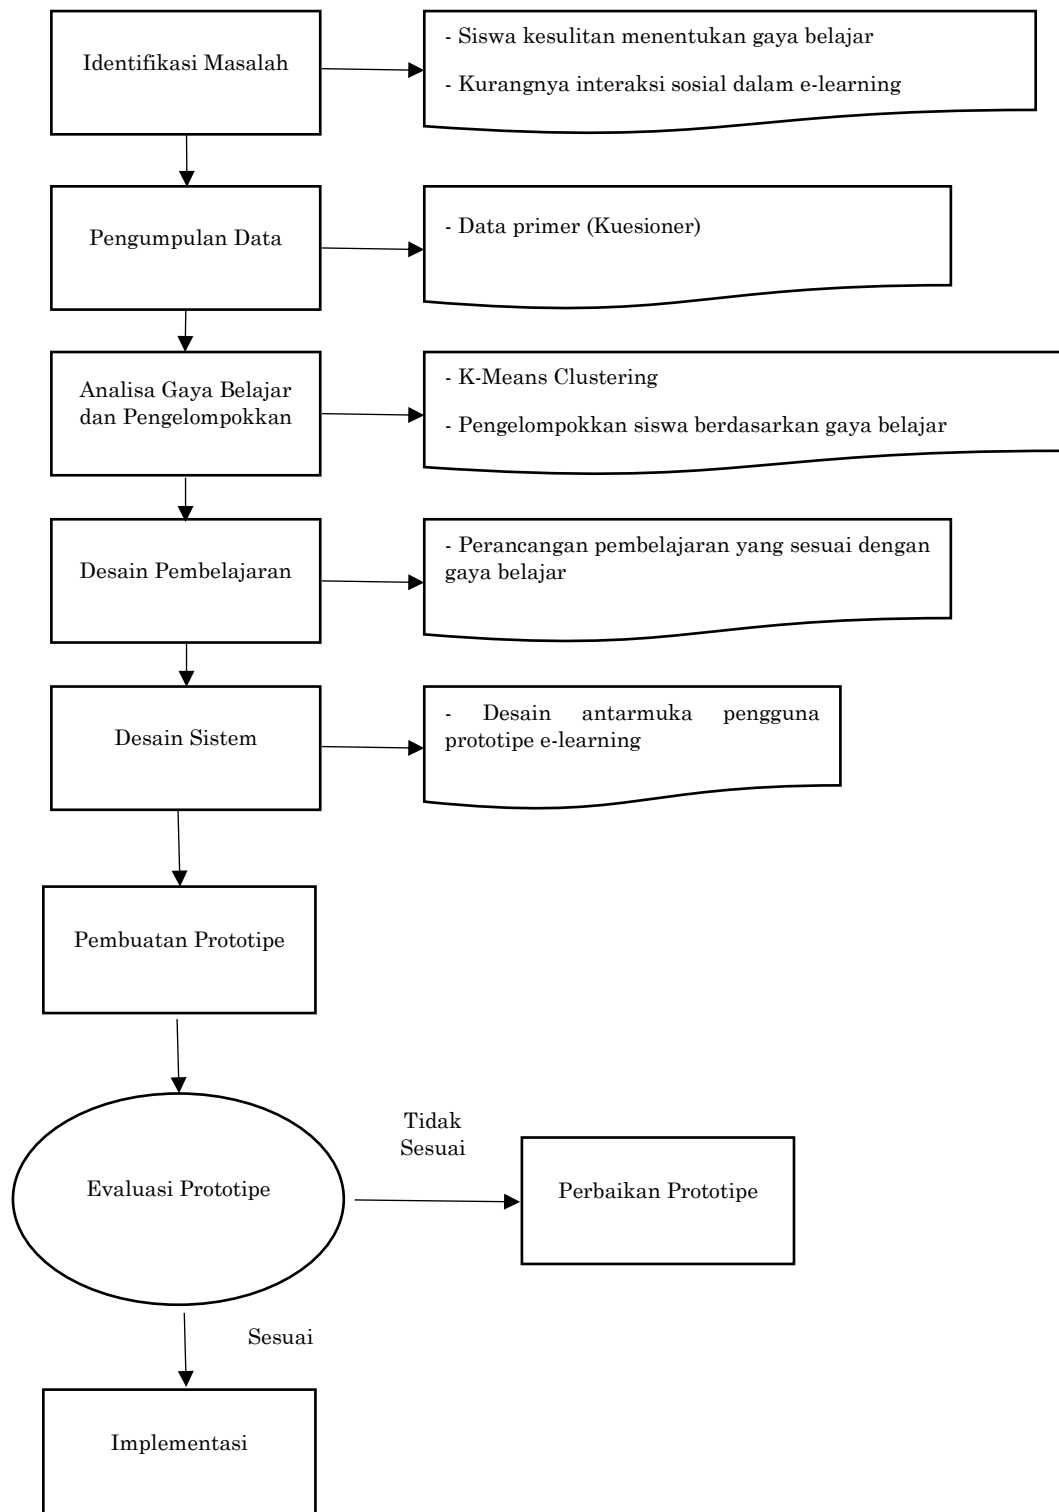 Identifikasi Masalah
- Siswa kesulitan menentukan gaya belajar
- Kurangnya interaksi sosial dalam e-learning
Pengumpulan Data
- Data primer (Kuesioner)
Analisa Gaya Belajar
dan Pengelompokkan
- K-Means Clustering
- Pengelompokkan siswa berdasarkan gaya belajar
Desain Pembelajaran
- Perancangan pembelajaran yang sesuai dengan
gaya belajar
Desain Sistem
- Desain antarmuka pengguna
prototipe e-learning
Pembuatan Prototipe
Evaluasi Prototipe
Tidak
Sesuai
Perbaikan Prototipe
Sesuai
Implementasi